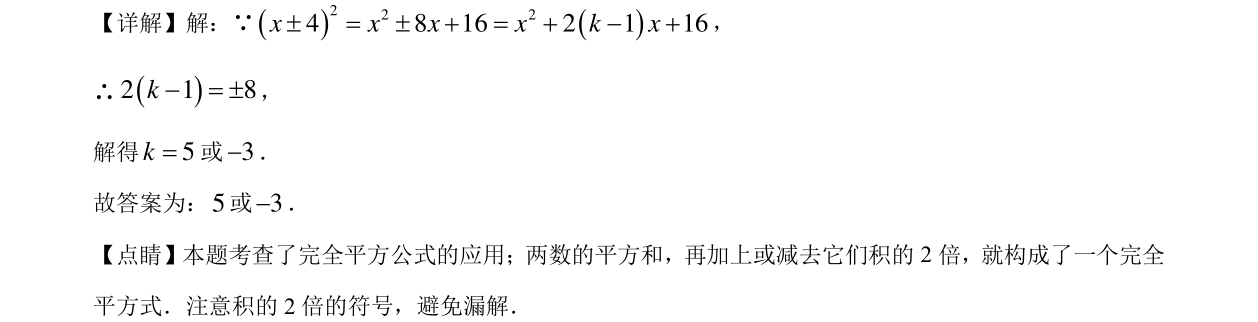 【详解】解：∵(x±4)²=x²±8x+16=x²+2(k−1)x+16，
∴2(k−1)=±8，
解得k=5或−3．
故答案为：5或−3．
【点睛】本题考查了完全平方公式的应用；两数的平方和，再加上或减去它们积的2倍，就构成了一个完全
平方式．注意积的2倍的符号，避免漏解．